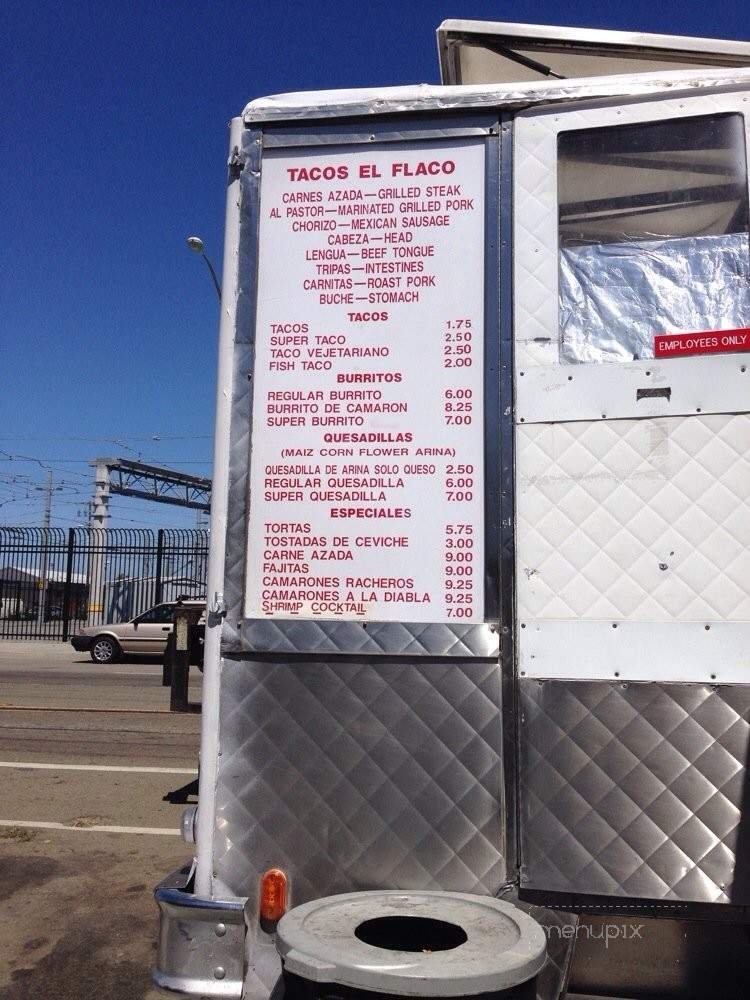 TACOS EL FLACO
CARNES AZADA—GRILLED STEAK
AL PASTOR—MARINATED GRILLED PORK
CHORIZO—MEXICAN SAUSAGE
CABEZA—HEAD
LENGUA—BEEF TONGUE
TRIPAS—INTESTINES
CARNITAS—ROAST PORK
BUCHE—STOMACH
TACOS
TACOS 1.75
SUPER TACO 2.50
TACO VEJETARIANO 2.50
FISH TACO 2.00
BURRITOS
REGULAR BURRITO 6.00
BURRITO DE CAMARON 8.25
SUPER BURRITO 7.00
QUESADILLAS
(MAIZ CORN FLOWER ARINA)
QUESADILLA DE ARINA SOLO QUESO 2.50
REGULAR QUESADILLA 6.00
SUPER QUESADILLA 7.00
ESPECIALES
TORTAS 5.75
TOSTADAS DE CEVICHE 3.00
CARNE AZADA 9.00
FAJITAS 9.00
CAMARONES RACHEROS 9.25
CAMARONES A LA DIABLA 9.25
SHRIMP COCKTAIL 7.00
EMPLOYEES ONLY
menupix